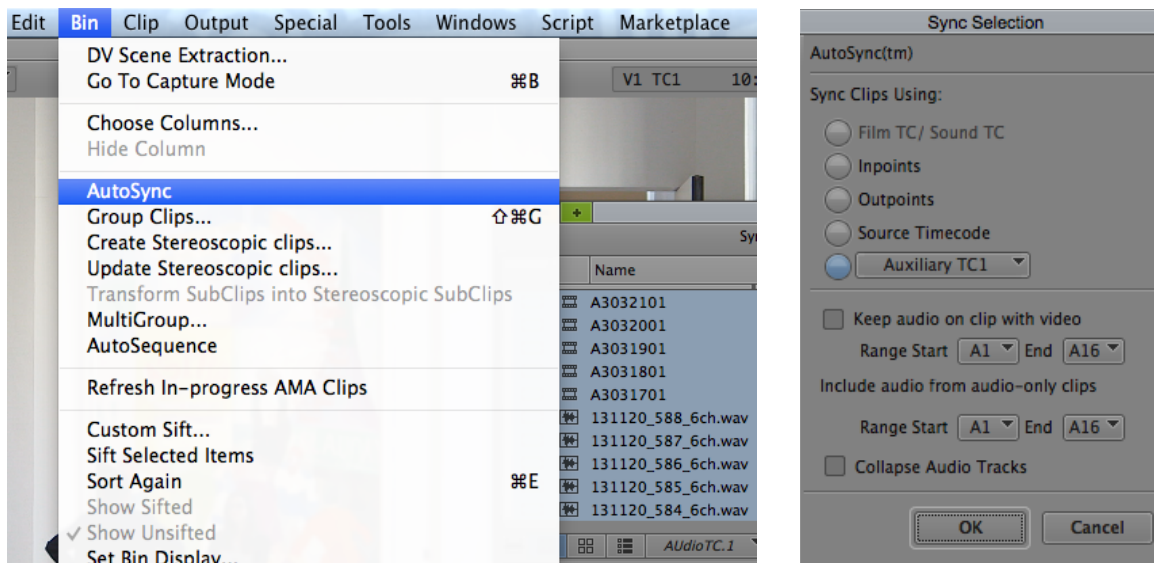 Edit Bin Clip Output Special Tools Windows Script Marketplace
DV Scene Extraction...
Go To Capture Mode ⌘B
Choose Columns...
Hide Column
AutoSync
Group Clips... ⇧⌘G
Create Stereoscopic clips...
Update Stereoscopic clips...
Transform SubClips into Stereoscopic SubClips
MultiGroup...
AutoSequence
Refresh In-progress AMA Clips
Custom Sift...
Sift Selected Items
Sort Again ⌘E
Show Sifted
✓ Show Unsifted
Set Bin Display...
V1 TC1 10:
+
Name
A3032101
A3032001
A3031901
A3031801
A3031701
131120_588_6ch.wav
131120_587_6ch.wav
131120_586_6ch.wav
131120_585_6ch.wav
131120_584_6ch.wav
AUdioTC.1
Sync Selection
AutoSync(tm)
Sync Clips Using:
Film TC/ Sound TC
Inpoints
Outpoints
Source Timecode
Auxiliary TC1
Keep audio on clip with video
Range Start A1 End A16
Include audio from audio-only clips
Range Start A1 End A16
Collapse Audio Tracks
OK Cancel